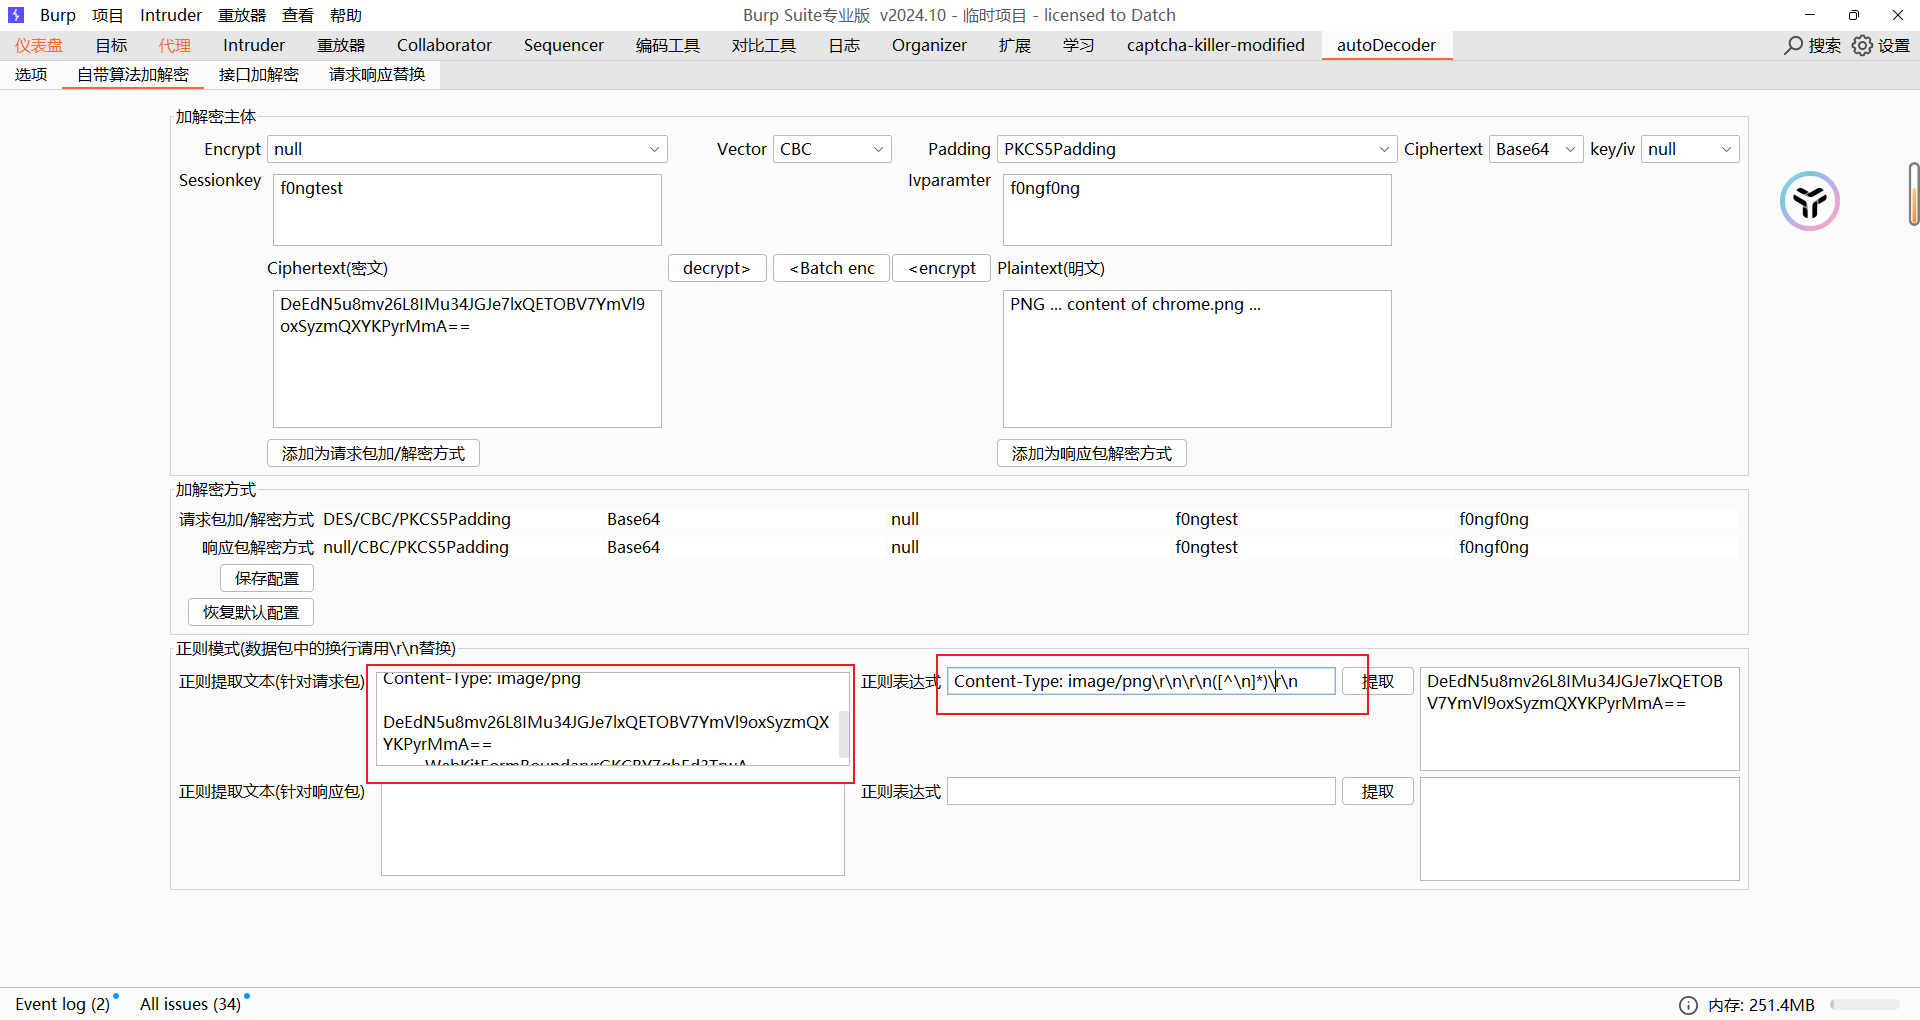 Burp 项目 Intruder 重放器 查看 帮助 Burp Suite专业版 v2024.10 - 临时项目 - licensed to Datch
仪表盘 目标 代理 Intruder 重放器 Collaborator Sequencer 编码工具 对比工具 日志 Organizer 扩展 学习 captcha-killer-modified autoDecoder 搜索 设置
选项 自带算法加解密 接口加解密 请求响应替换
加解密主体
Encrypt null Vector CBC Padding PKCS5Padding Ciphertext Base64 key/iv null
Sessionkey f0ngtest Ivparamter f0ngf0ng
Ciphertext(密文) decrypt> <Batch enc <encrypt Plaintext(明文)
DeEdN5u8mv26L8IMu34JGJe7lxQETOBV7YmVl9 PNG ... content of chrome.png ...
oxSyzmQXYKPyrMmA==
添加为请求包加/解密方式 添加为响应包解密方式
加解密方式
请求包加/解密方式 DES/CBC/PKCS5Padding Base64 null f0ngtest f0ngf0ng
响应包解密方式 null/CBC/PKCS5Padding Base64 null f0ngtest f0ngf0ng
保存配置
恢复默认配置
正则模式(数据包中的换行请用\r\n替换)
正则提取文本(针对请求包) Content-Type: image/png 正则表达式 Content-Type: image/png\r\n\r\n([^\n]*)\r\n 提取 DeEdN5u8mv26L8IMu34JGJe7lxQETOB
V7YmVl9oxSyzmQXYKPyrMmA==
DeEdN5u8mv26L8IMu34JGJe7lxQETOBV7YmVl9oxSyzmQX
YKPyrMmA==
正则提取文本(针对响应包) 正则表达式 提取
Event log (2) All issues (34) 内存: 251.4MB